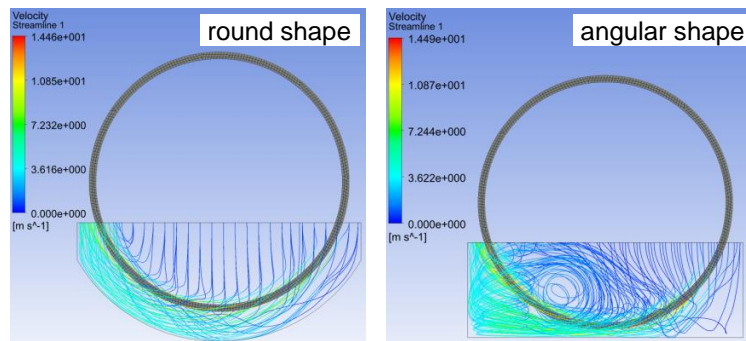 Velocity
Streamline 1
round shape
1.446e+001
1.085e+001
7.232e+000
3.616e+000
0.000e+000
[m s^-1]
Velocity
Streamline 1
angular shape
1.449e+001
1.087e+001
7.244e+000
3.622e+000
0.000e+000
[m s^-1]